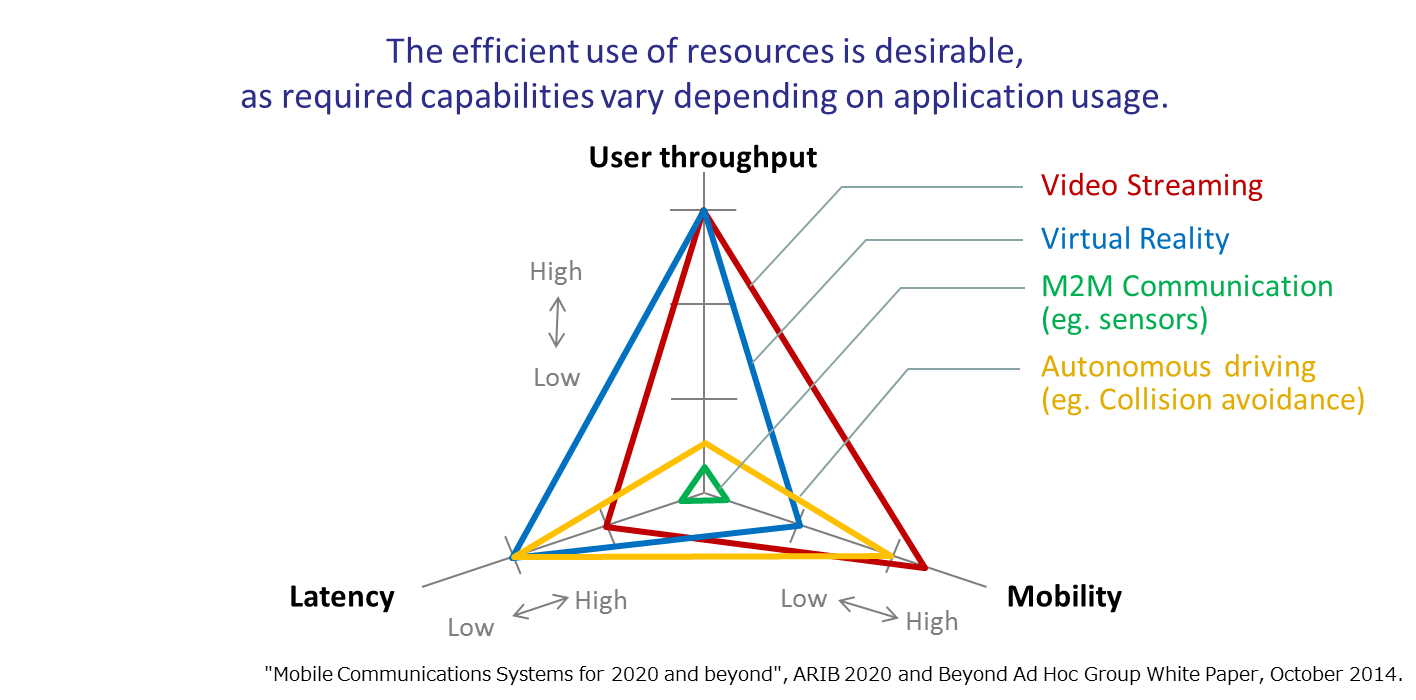 The efficient use of resources is desirable,
as required capabilities vary depending on application usage.
User throughput
Video Streaming
Virtual Reality
High
M2M Communication
(eg. sensors)
Low
Autonomous driving
(eg. Collision avoidance)
Latency
Low
High
Low
High
Mobility
"Mobile Communications Systems for 2020 and beyond", ARIB 2020 and Beyond Ad Hoc Group White Paper, October 2014.